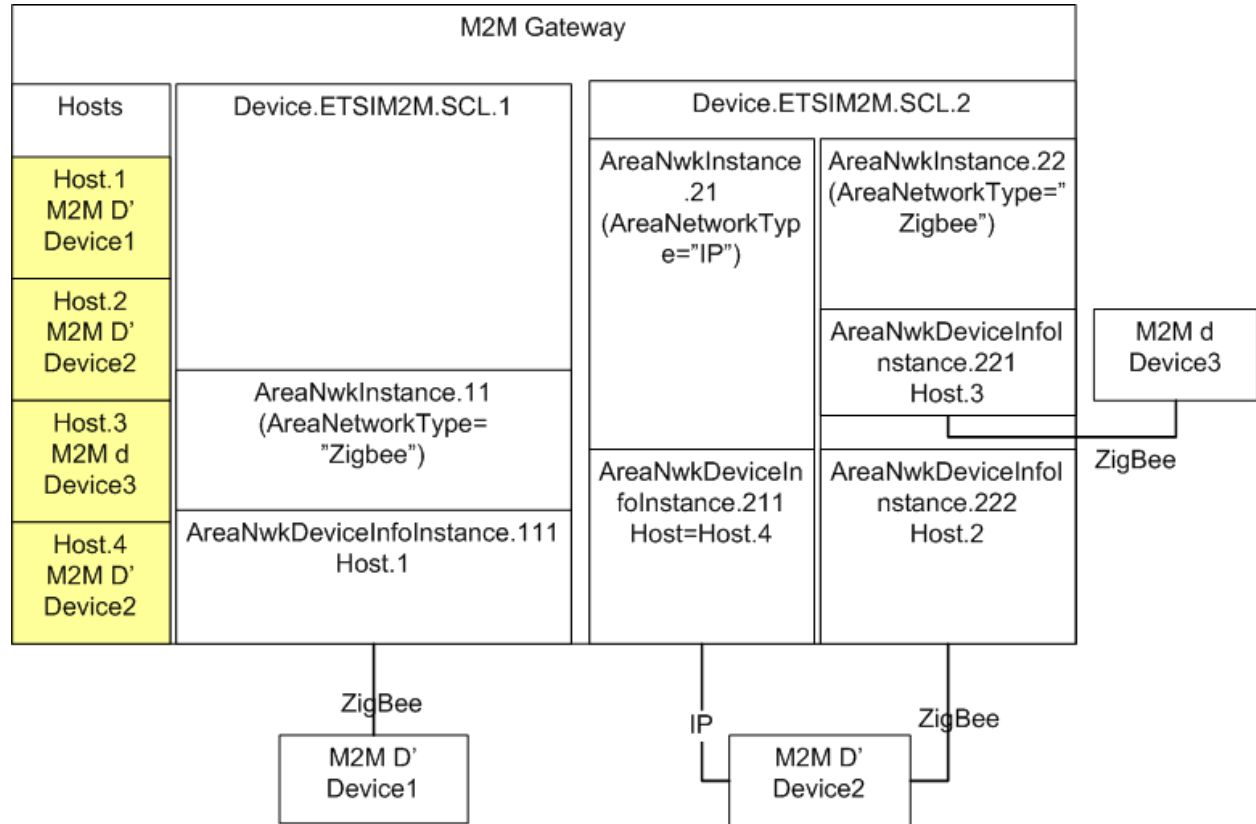 M2M Gateway
Hosts
Host.1
M2M D’
Device1
Host.2
M2M D’
Device2
Host.3
M2M d
Device3
Host.4
M2M D’
Device2
Device.ETSIM2M.SCL.1
AreaNwkInstance.11
(AreaNetworkType=
”Zigbee”)
AreaNwkDeviceInfoInstance.111
Host.1
Device.ETSIM2M.SCL.2
AreaNwkInstance
.21
(AreaNetworkTyp
e=”IP”)
AreaNwkDeviceIn
foInstance.211
Host=Host.4
AreaNwkInstance.22
(AreaNetworkType=”
Zigbee”)
AreaNwkDeviceInfoI
nstance.221
Host.3
AreaNwkDeviceInfoI
nstance.222
Host.2
M2M d
Device3
ZigBee
ZigBee
IP
ZigBee
M2M D’
Device1
M2M D’
Device2